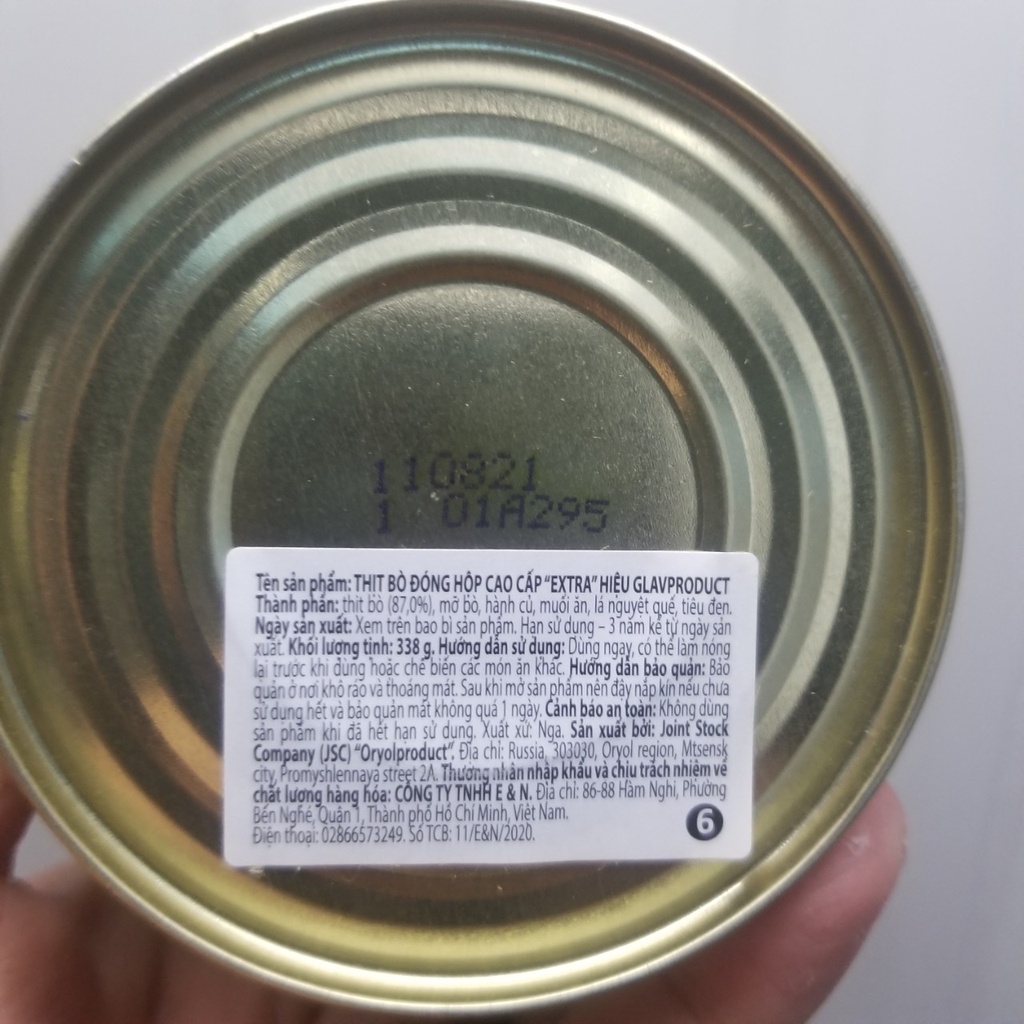 110821
1 01A295
Tên sản phẩm: THỊT BÒ ĐÓNG HỘP CAO CẤP "EXTRA" HIỆU GLAVPRODUCT
Thành phần: thịt bò (87,0%), mỡ bò, hành củ, muối ăn, lá nguyệt quế, tiêu đen.
Ngày sản xuất: Xem trên bao bì sản phẩm. Hạn sử dụng – 3 năm kể từ ngày sản
xuất. Khối lượng tịnh: 338 g. Hướng dẫn sử dụng: Dùng ngay, có thể làm nóng
lại trước khi dùng hoặc chế biến các món ăn khác. Hướng dẫn bảo quản: Bảo
quản ở nơi khô ráo và thoáng mát. Sau khi mở sản phẩm nên đậy nắp kín nếu chưa
sử dụng hết và bảo quản mát không quá 1 ngày. Cảnh báo an toàn: Không dùng
sản phẩm khi đã hết hạn sử dụng. Xuất xứ: Nga. Sản xuất bởi: Joint Stock
Company (JSC) "Oryolproduct". Địa chỉ: Russia, 303030, Oryol region, Mtsensk
city, Promyshlennaya street 2A. Thương nhân nhập khẩu và chịu trách nhiệm về
chất lượng hàng hóa: CÔNG TY TNHH E & N. Địa chỉ: 86-88 Hàm Nghi, Phường
Bến Nghé, Quận 1, Thành phố Hồ Chí Minh, Việt Nam.
Điện thoại: 02866573249. Số TCB: 11/E&N/2020.
6